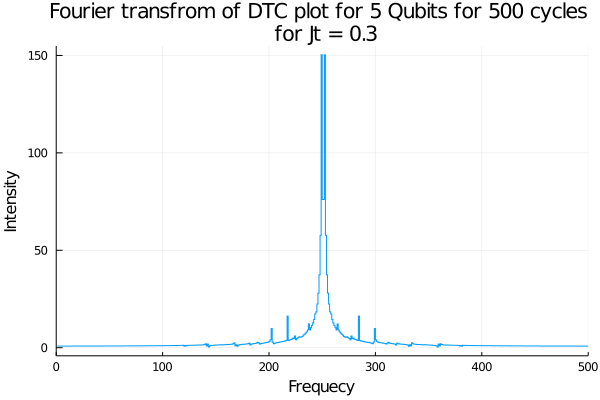 Fourier transfrom of DTC plot for 5 Qubits for 500 cycles
for Jt = 0.3
150
100
50
0
Intensity
0 100 200 300 400 500
Frequecy